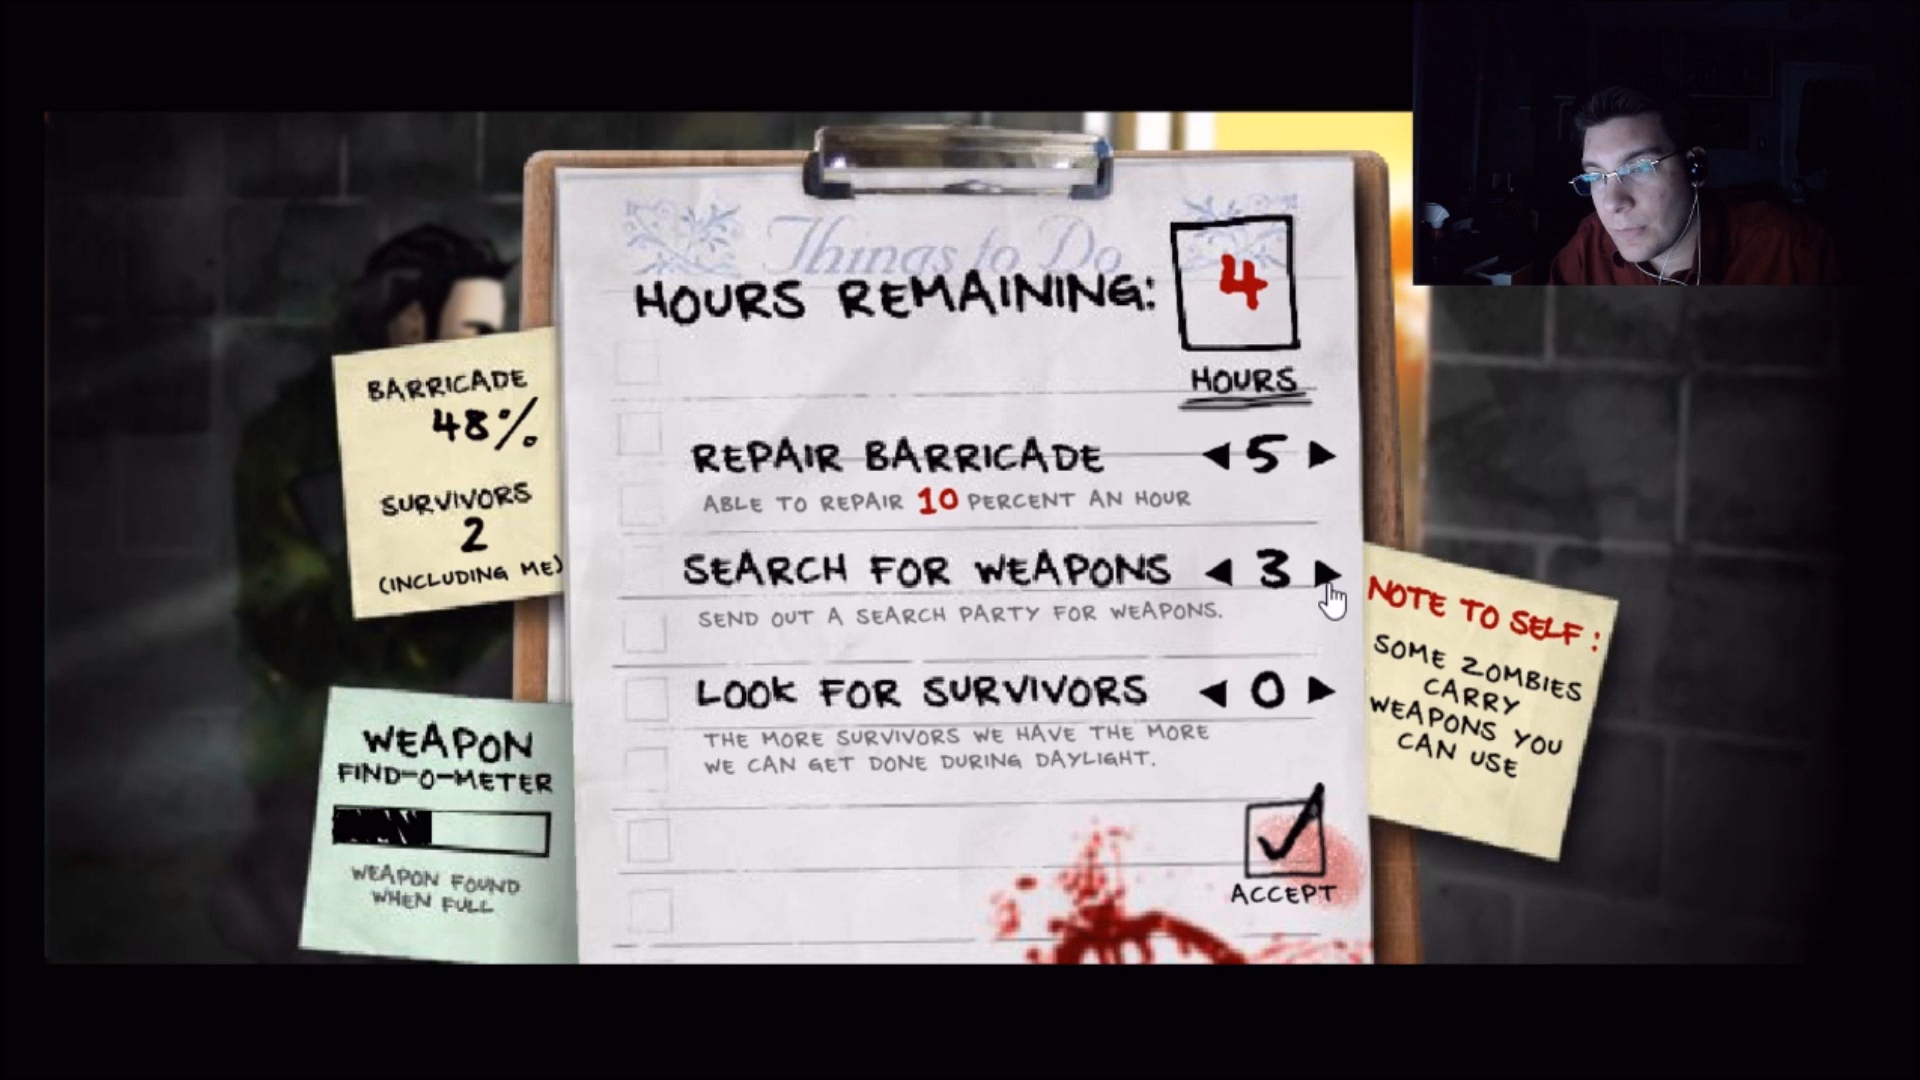 Things to Do
HOURS REMAINING: 4
HOURS
BARRICADE
48%
SURVIVORS
2
(INCLUDING ME)
REPAIR BARRICADE 5
ABLE TO REPAIR 10 PERCENT AN HOUR
SEARCH FOR WEAPONS 3
SEND OUT A SEARCH PARTY FOR WEAPONS.
LOOK FOR SURVIVORS 0
THE MORE SURVIVORS WE HAVE THE MORE
WE CAN GET DONE DURING DAYLIGHT.
ACCEPT
WEAPON
FIND-O-METER
WEAPON FOUND
WHEN FULL
NOTE TO SELF:
SOME ZOMBIES
CARRY
WEAPONS YOU
CAN USE